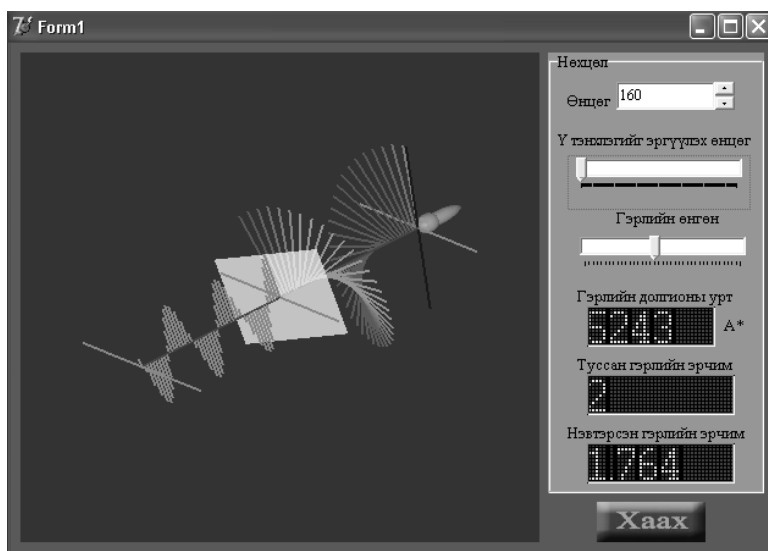 Form1
Нөхцөл
Өнцөг 160
Y тэнхлэгийг эргүүлэх өнцөг
Гэрлийн өнгөн
Гэрлийн долгионы урт
5243 A*
Туссан гэрлийн эрчим
2
Нэвтэрсэн гэрлийн эрчим
1.764
Хаах